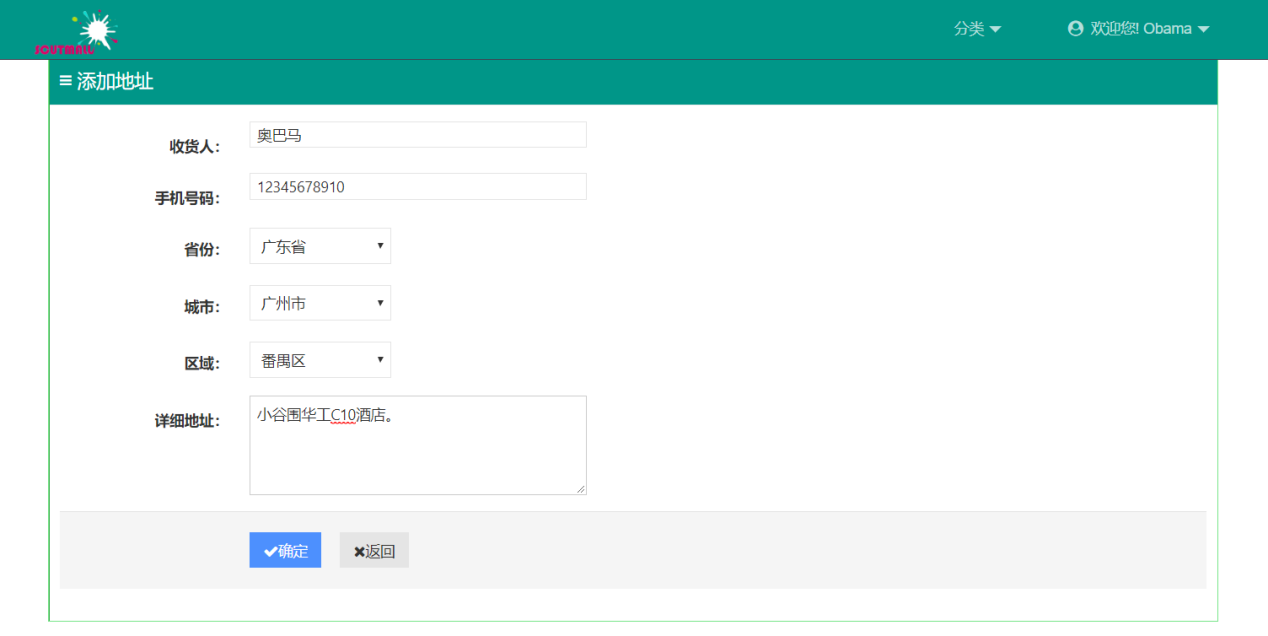 SCUTMALL
分类
欢迎您! Obama
添加地址
收货人：
奥巴马
手机号码：
12345678910
省份：
广东省
城市：
广州市
区域：
番禺区
详细地址：
小谷围华工C10酒店。
确定
返回